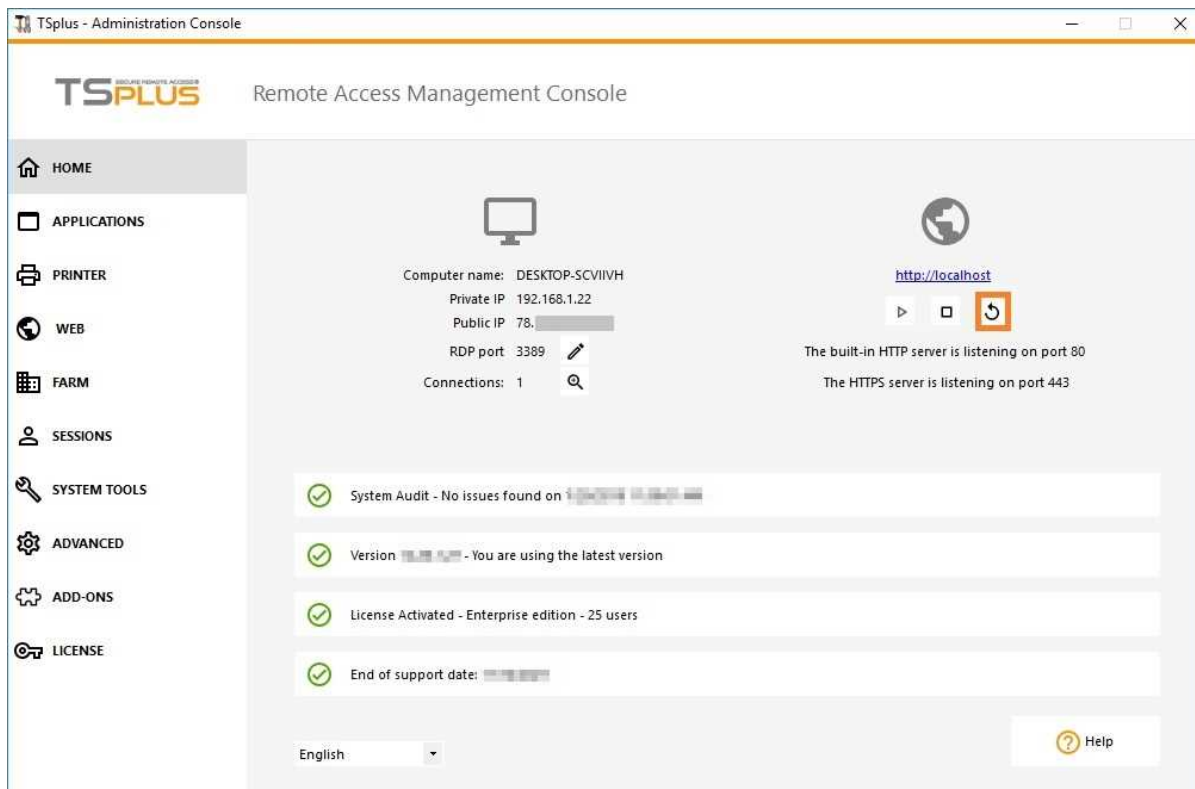 TSplus - Administration Console
TSPLUS
SECURE REMOTE ACCESS
Remote Access Management Console
HOME
APPLICATIONS
PRINTER
WEB
FARM
SESSIONS
SYSTEM TOOLS
ADVANCED
ADD-ONS
LICENSE
Computer name: DESKTOP-SCVIIVH
Private IP 192.168.1.22
Public IP 78.
RDP port 3389
Connections: 1
http://localhost
The built-in HTTP server is listening on port 80
The HTTPS server is listening on port 443
System Audit - No issues found on
Version - You are using the latest version
License Activated - Enterprise edition - 25 users
End of support date:
English
Help